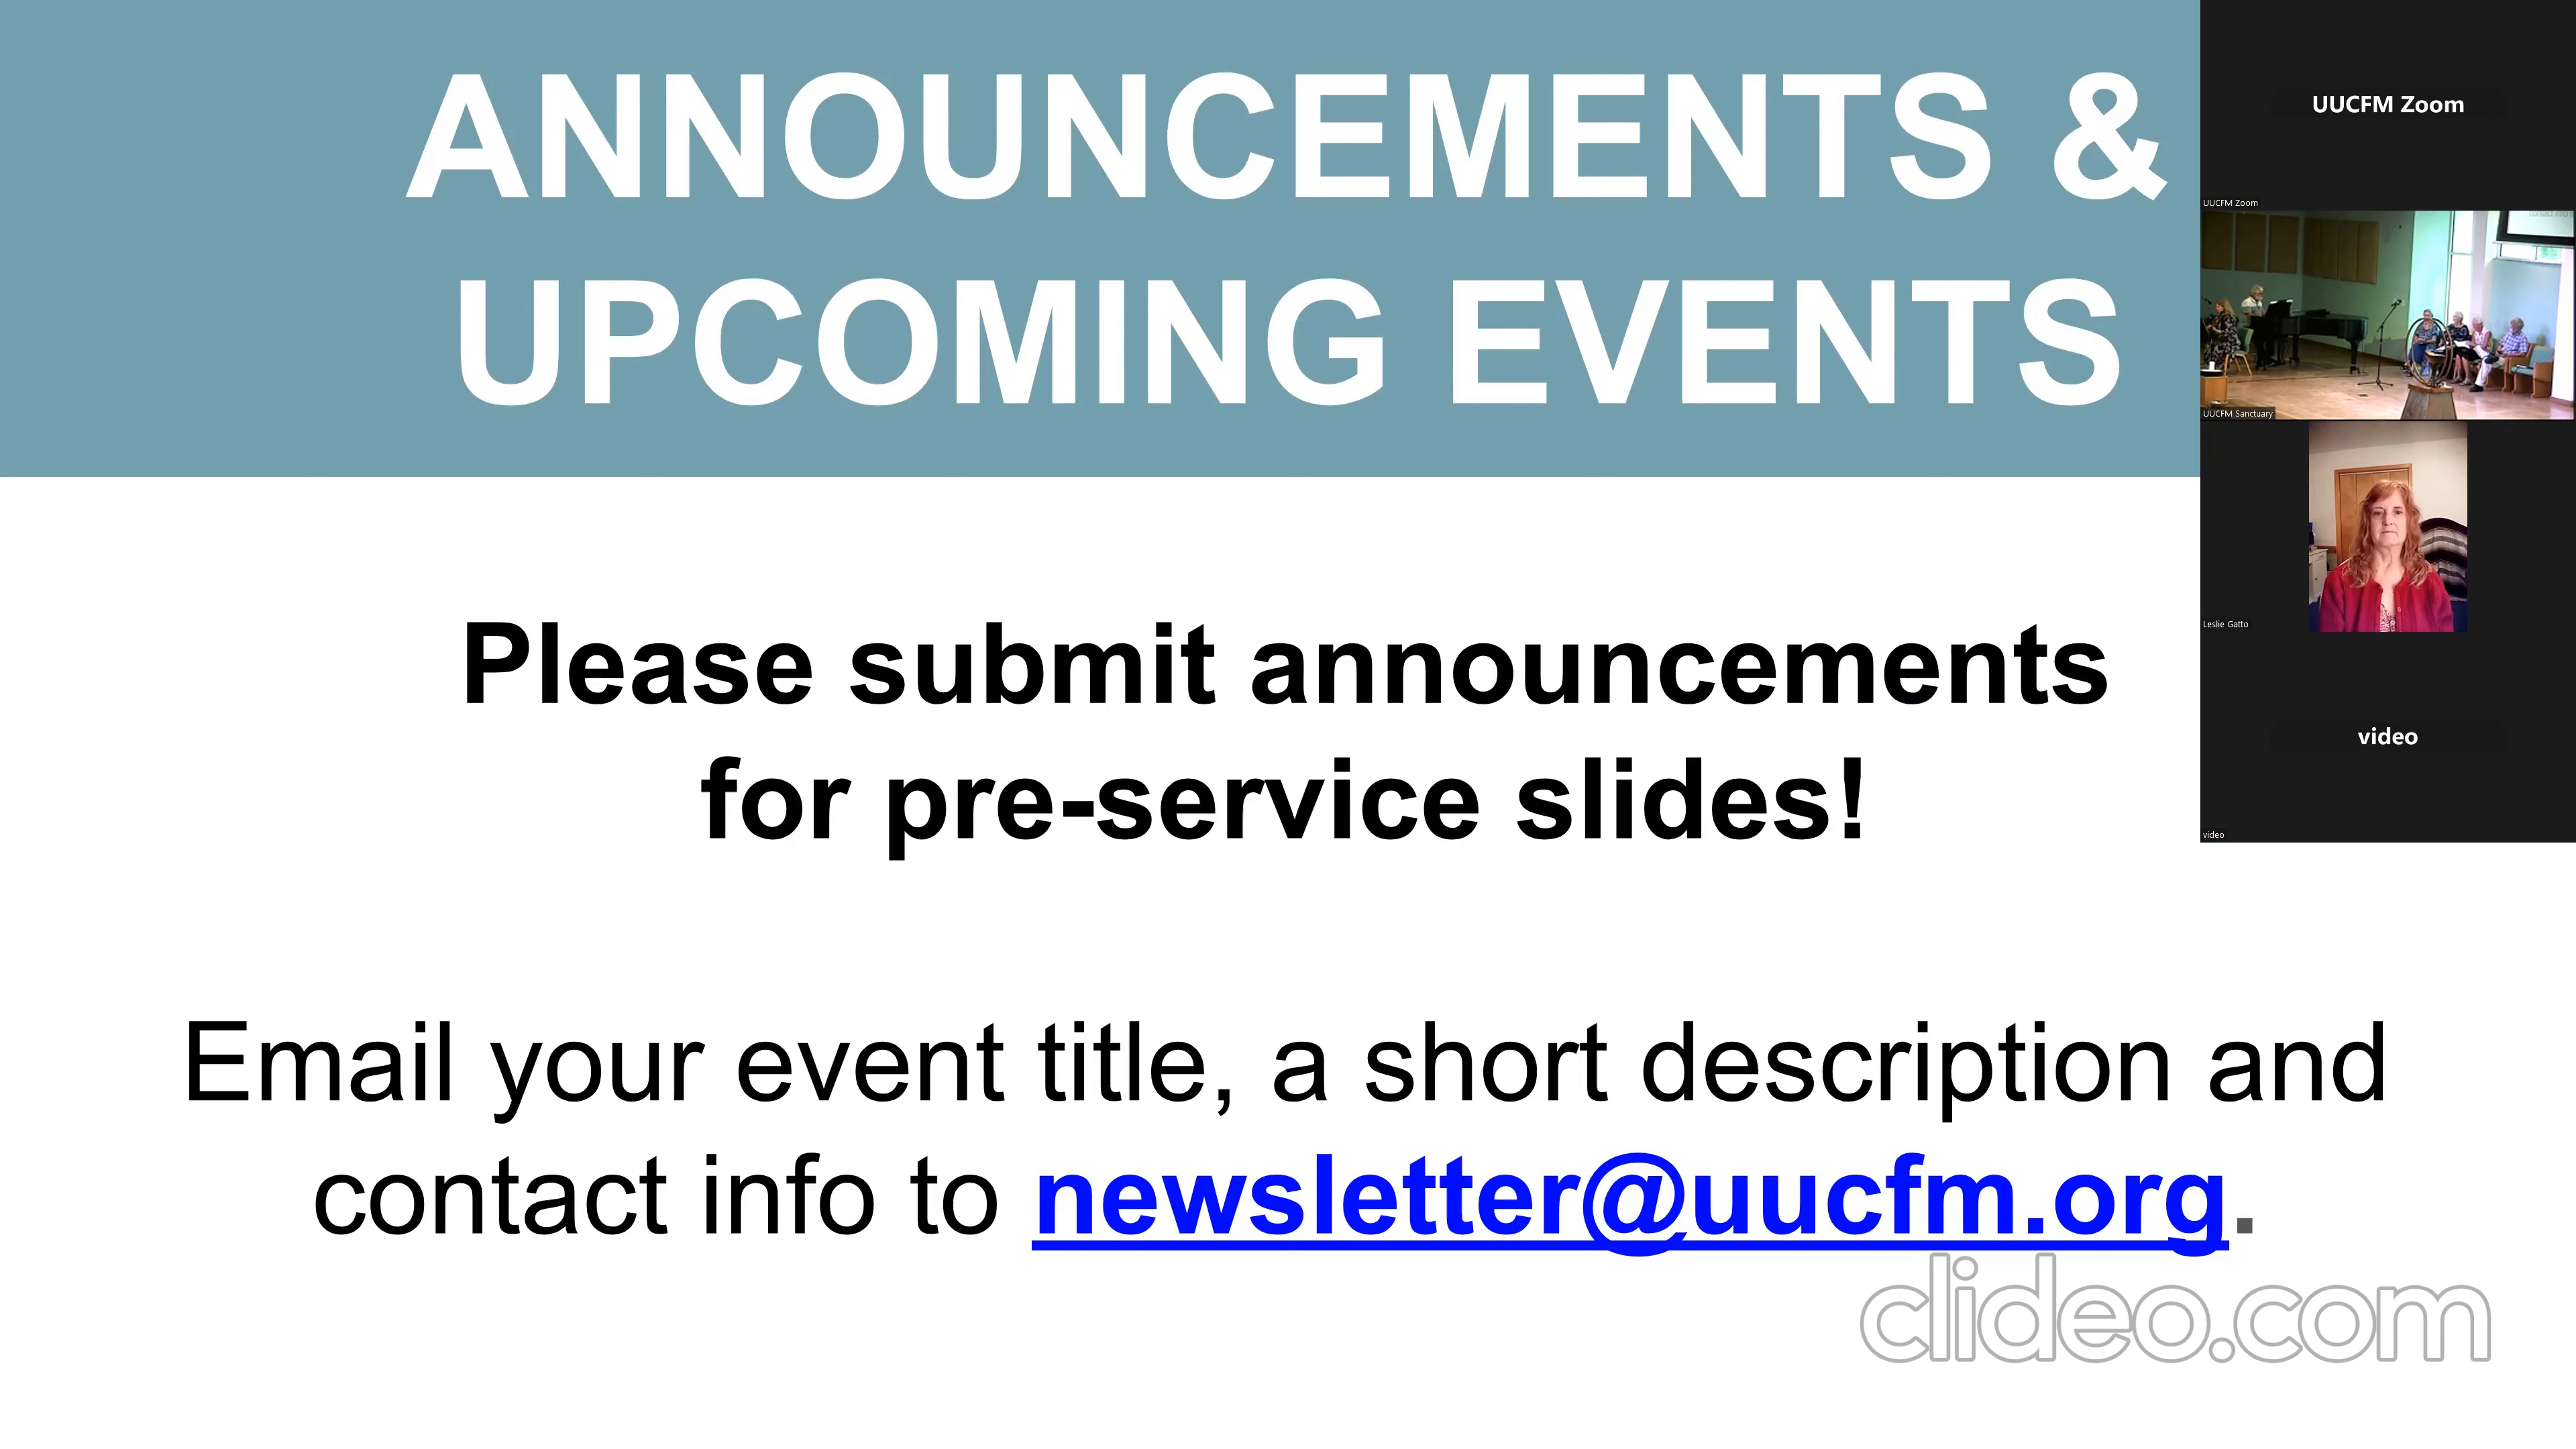 ANNOUNCEMENTS &
UPCOMING EVENTS
Please submit announcements
for pre-service slides!
Email your event title, a short description and
contact info to newsletter@uucfm.org.
clideo.com
UUCFM Zoom
UUCFM Zoom
UUCFM Sanctuary
Leslie Gatto
video
video